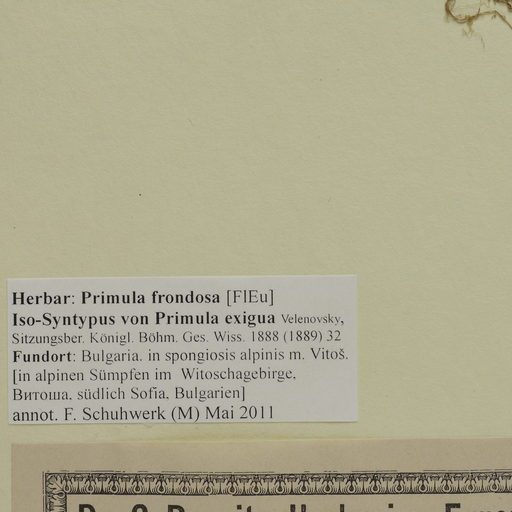 Herbar: Primula frondosa [FlEu]
Iso-Syntypus von Primula exigua Velenovsky,
Sitzungsber. Königl. Böhm. Ges. Wiss. 1888 (1889) 32
Fundort: Bulgaria. in spongiosis alpinis m. Vitoš.
[in alpinen Sümpfen im Witoschagebirge,
Витоша, südlich Sofia, Bulgarien]
annot. F. Schuhwerk (M) Mai 2011